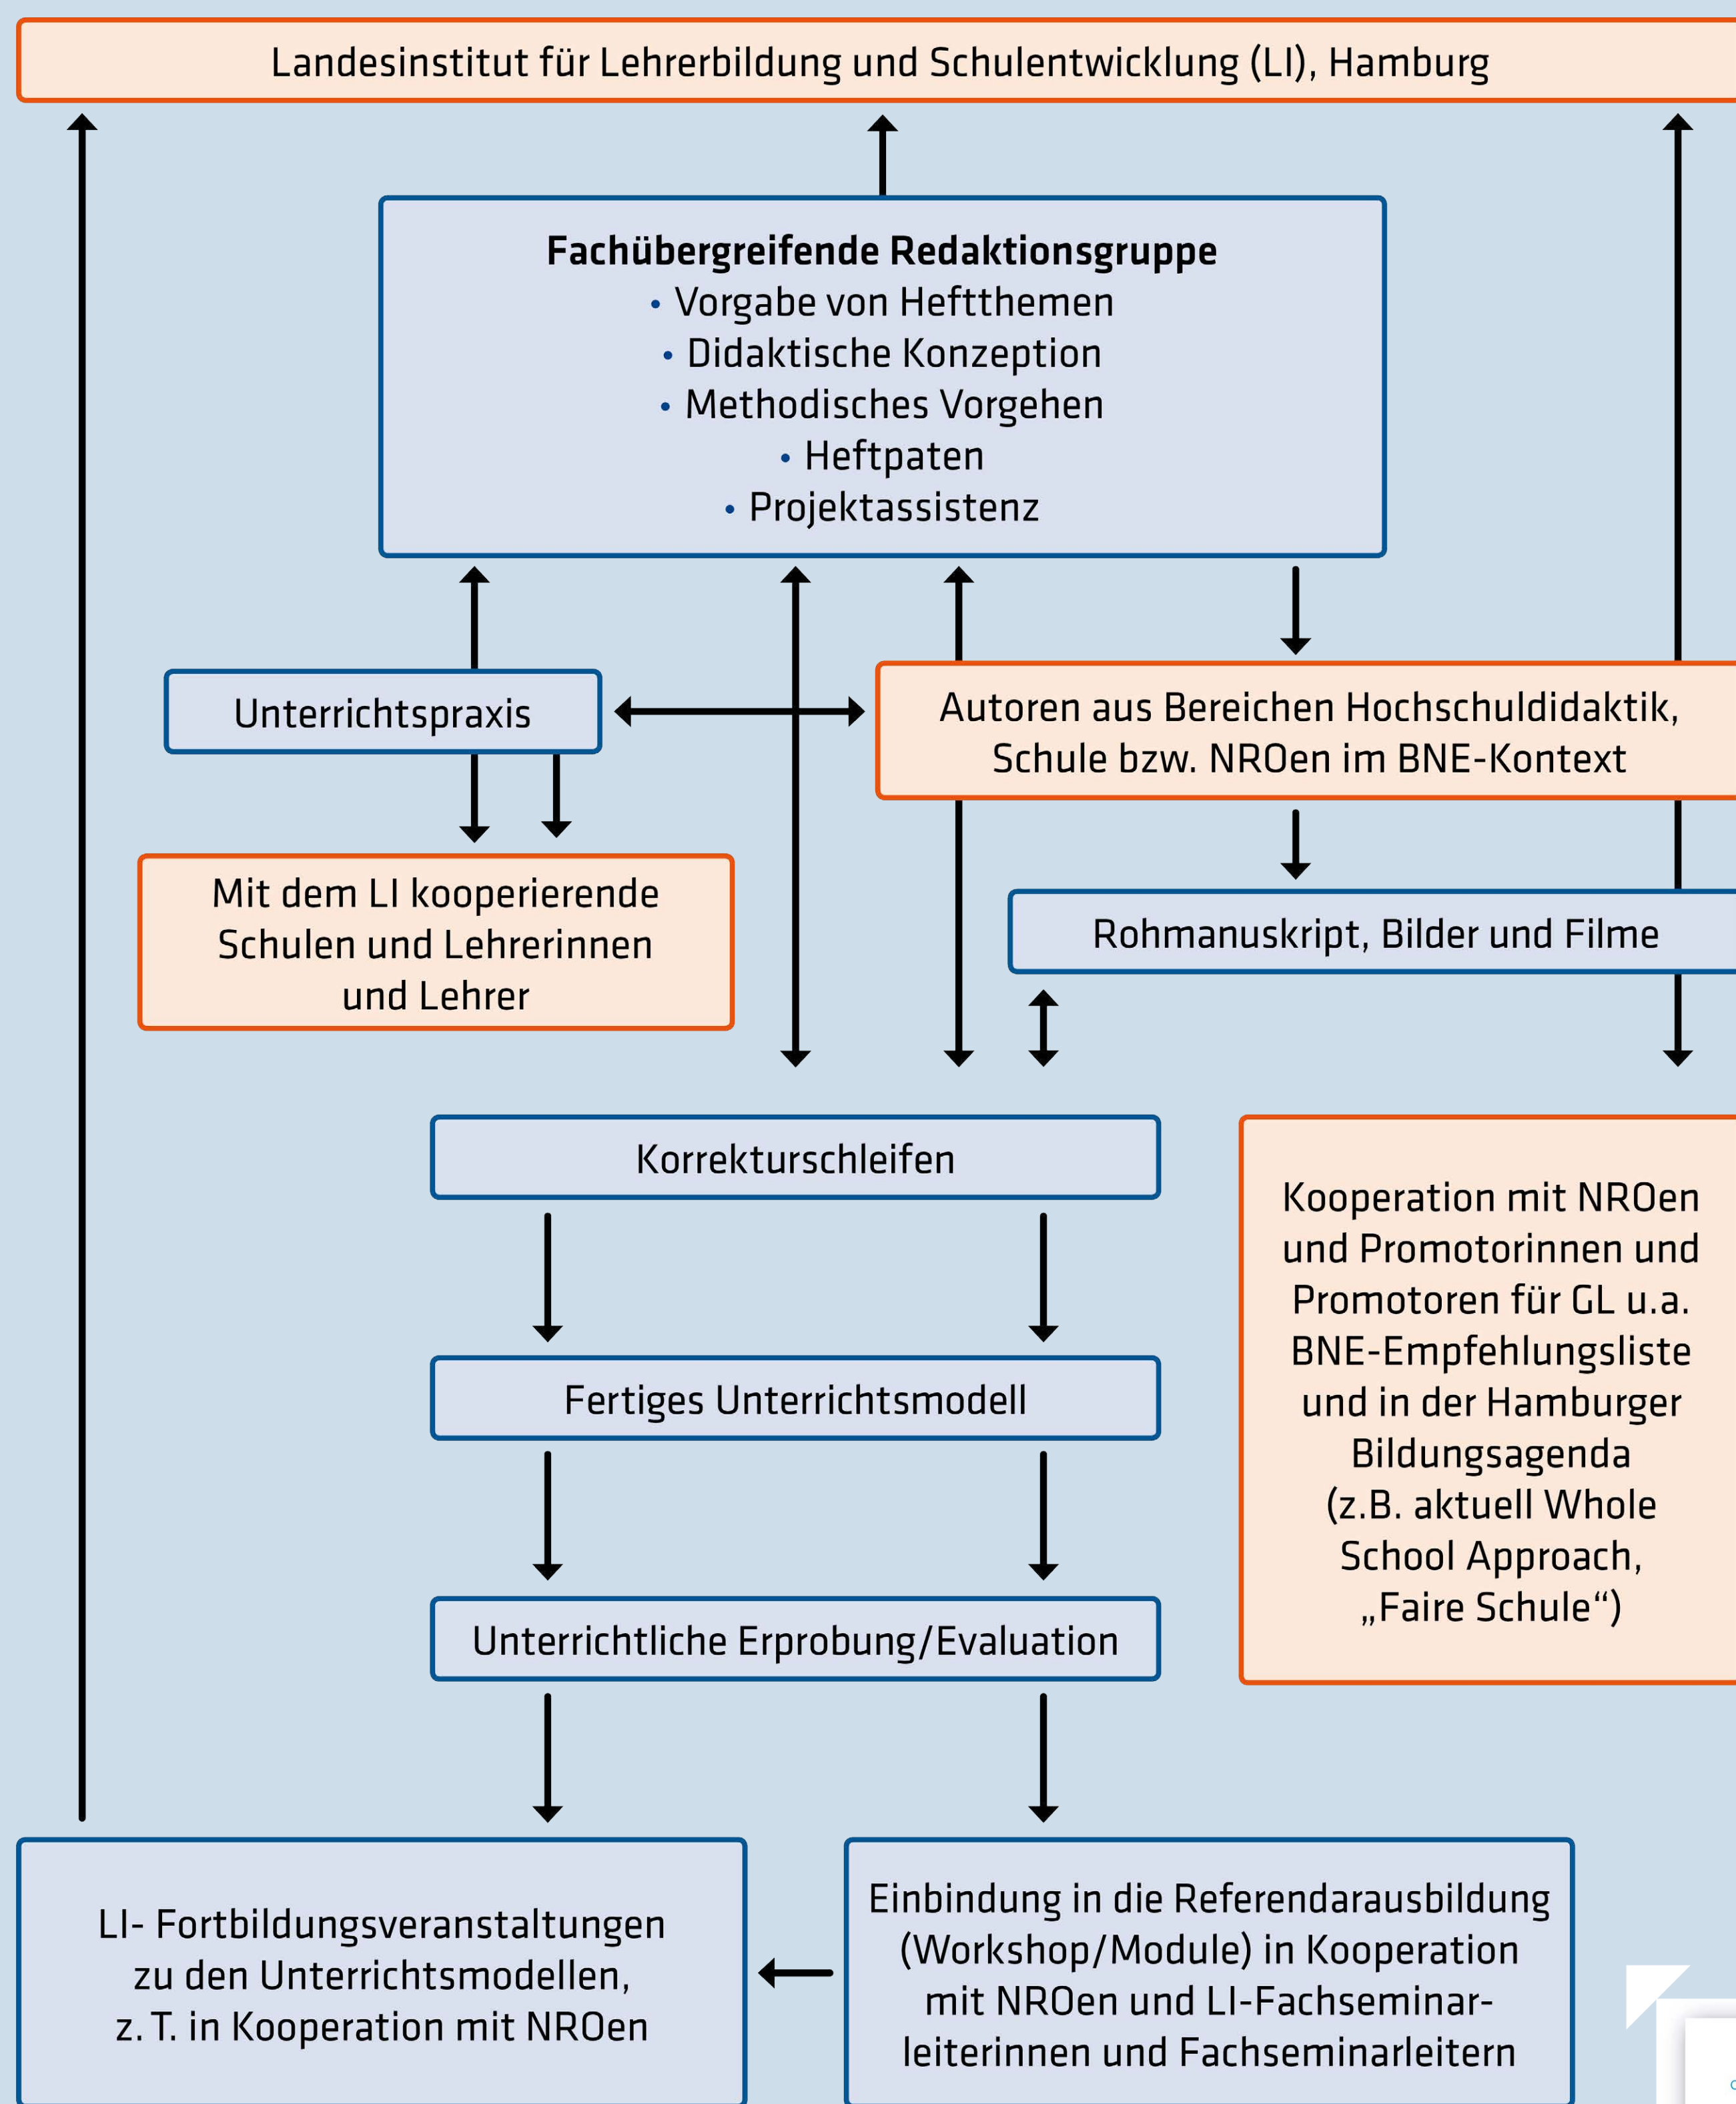 Landesinstitut für Lehrerbildung und Schulentwicklung (LI), Hamburg
Fachübergreifende Redaktionsgruppe
• Vorgabe von Heftthemen
• Didaktische Konzeption
• Methodisches Vorgehen
• Heftpaten
• Projektassistenz
Unterrichtspraxis
Autoren aus Bereichen Hochschuldidaktik,
Schule bzw. NROen im BNE-Kontext
Mit dem LI kooperierende
Schulen und Lehrerinnen
und Lehrer
Rohmanuskript, Bilder und Filme
Korrekturschleifen
Kooperation mit NROen
und Promotorinnen und
Promotoren für GL u.a.
BNE-Empfehlungsliste
und in der Hamburger
Bildungsagenda
(z.B. aktuell Whole
School Approach,
„Faire Schule“)
Fertiges Unterrichtsmodell
Unterrichtliche Erprobung/Evaluation
LI- Fortbildungsveranstaltungen
zu den Unterrichtsmodellen,
z. T. in Kooperation mit NROen
Einbindung in die Referendarausbildung
(Workshop/Module) in Kooperation
mit NROen und LI-Fachseminar-
leiterinnen und Fachseminarleitern